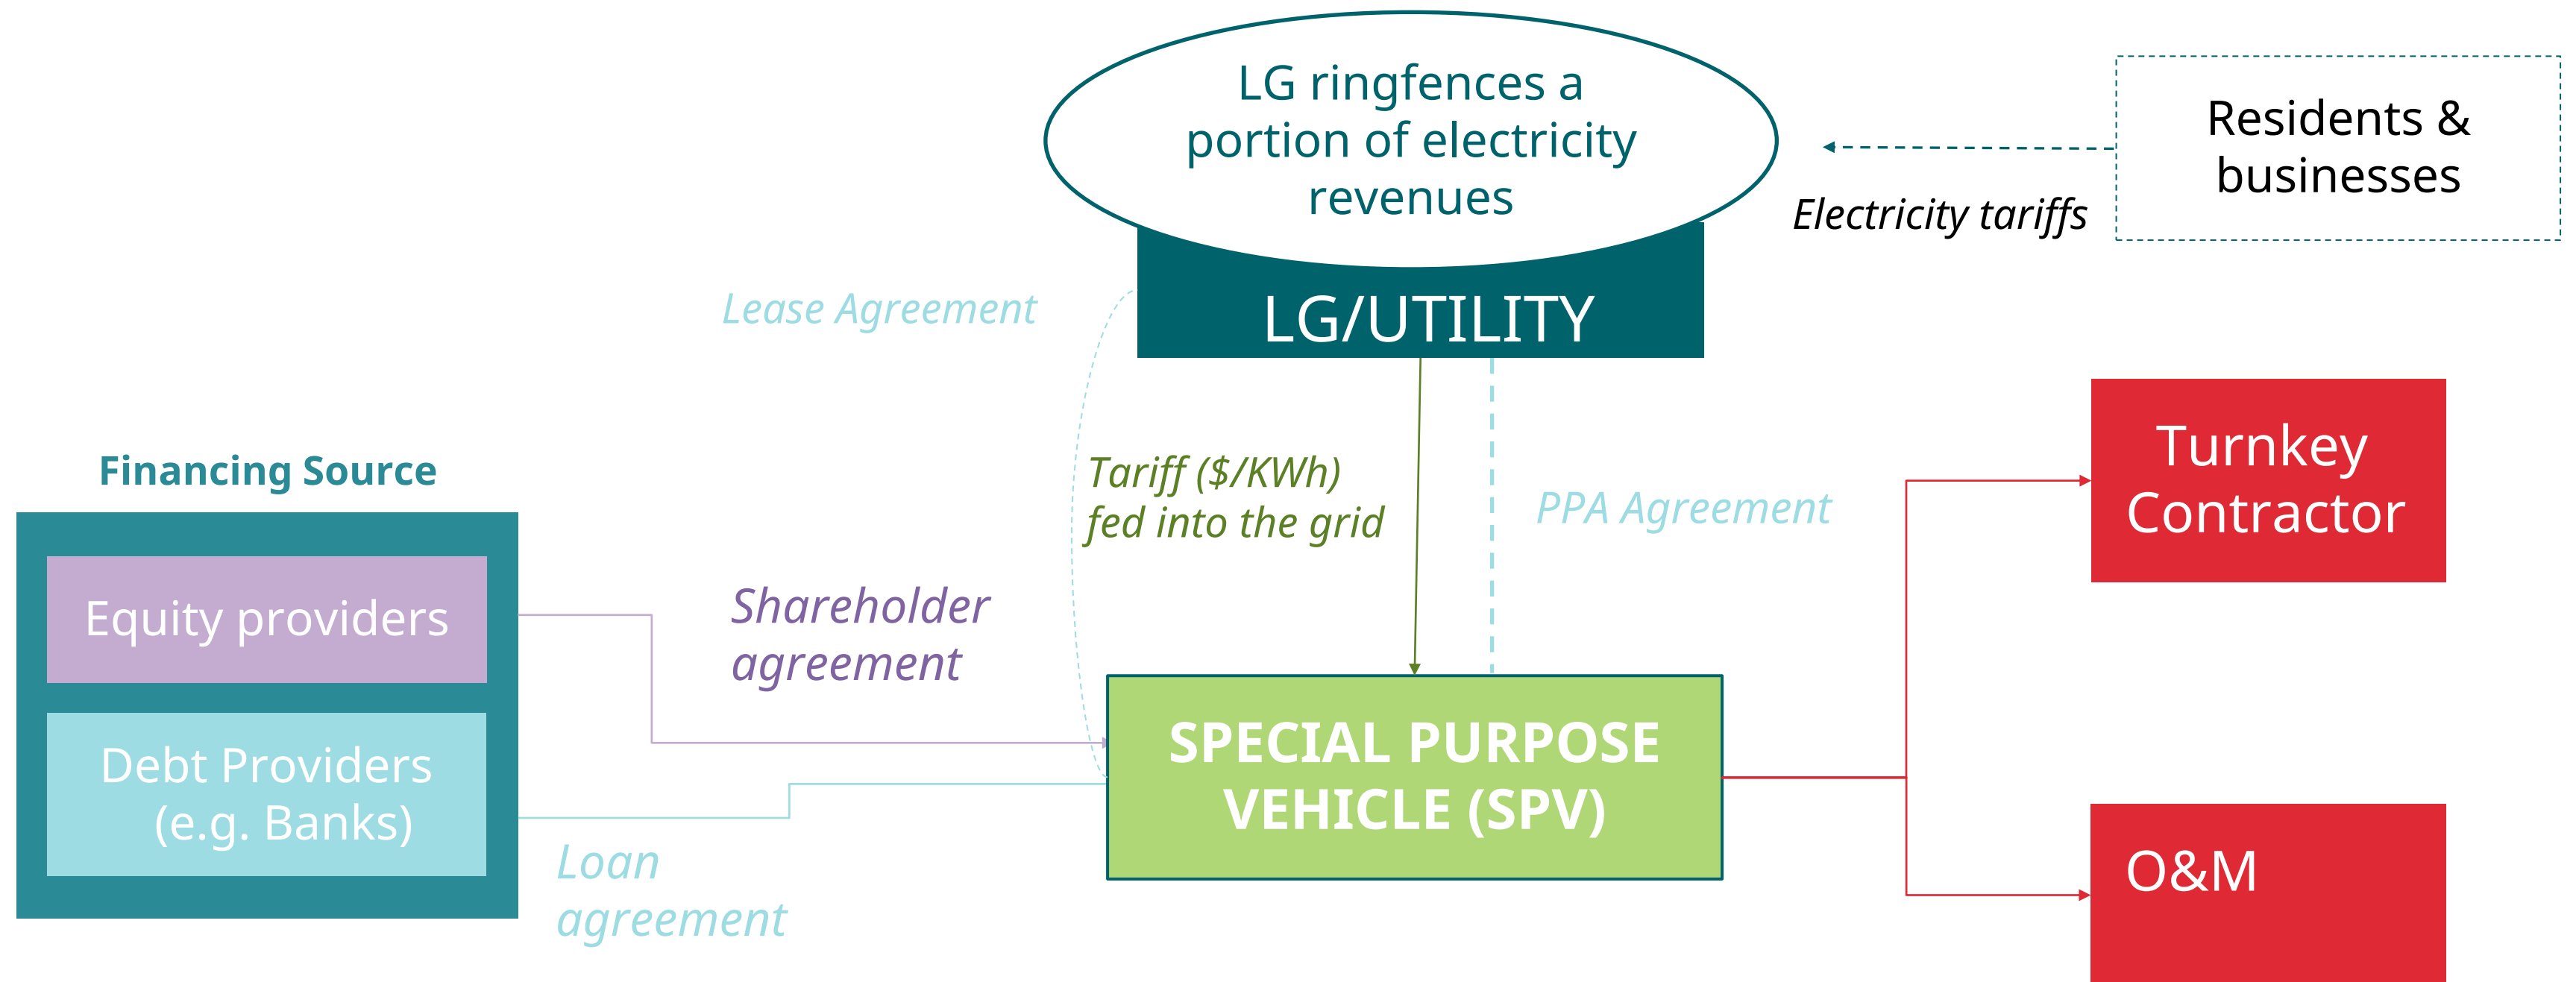 LG ringfences a
portion of electricity
revenues
Residents &
businesses
Electricity tariffs
LG/UTILITY
Lease Agreement
Tariff ($/KWh)
fed into the grid
PPA Agreement
Turnkey
Contractor
Financing Source
Equity providers
Shareholder
agreement
Debt Providers
(e.g. Banks)
SPECIAL PURPOSE
VEHICLE (SPV)
Loan
agreement
O&M